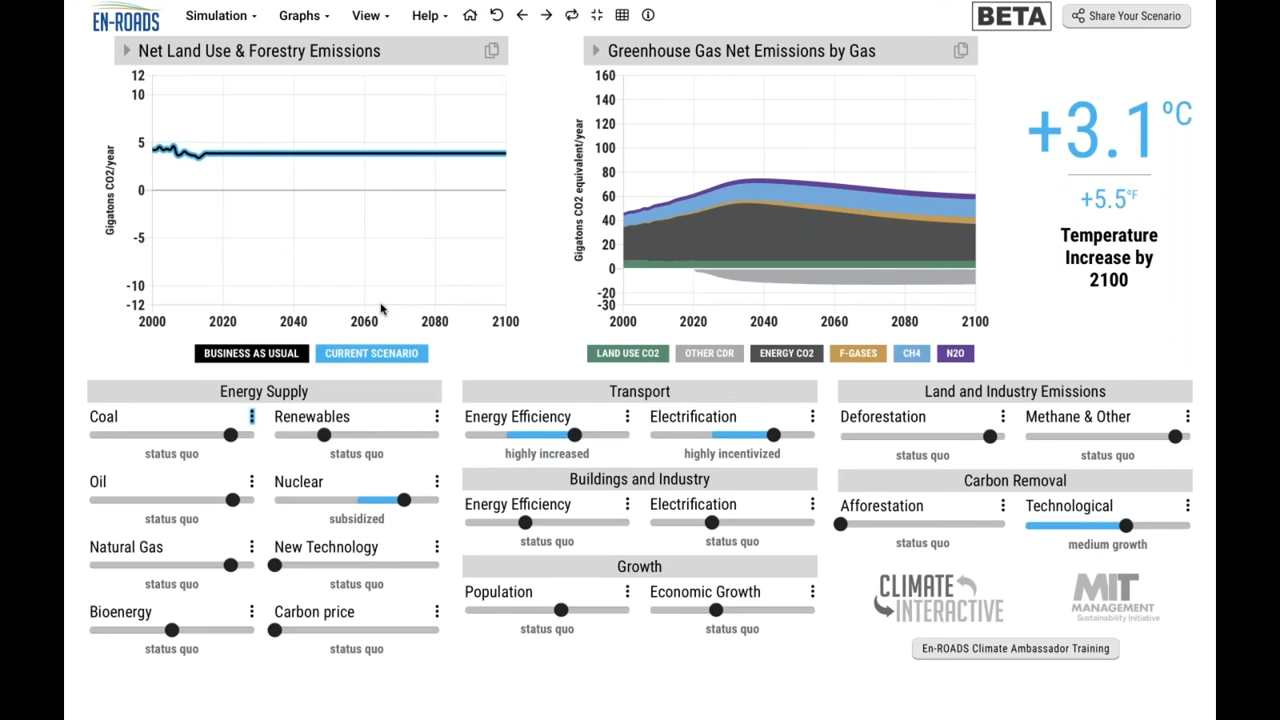 EN-ROADS
Simulation
Graphs
View
Help
BETA
Share Your Scenario
Net Land Use & Forestry Emissions
12
10
5
0
-5
-10
-12
Gigatons CO2/year
2000
2020
2040
2060
2080
2100
BUSINESS AS USUAL
CURRENT SCENARIO
Greenhouse Gas Net Emissions by Gas
160
140
120
100
80
60
40
20
0
-20
-30
Gigatons CO2 equivalent/year
2000
2020
2040
2060
2080
2100
LAND USE CO2
OTHER CDR
ENERGY CO2
F-GASES
CH4
N2O
+3.1 ºC
+5.5°F
Temperature
Increase by
2100
Energy Supply
Coal
status quo
Renewables
status quo
Oil
status quo
Nuclear
subsidized
Natural Gas
status quo
New Technology
status quo
Bioenergy
status quo
Carbon price
status quo
Transport
Energy Efficiency
highly increased
Electrification
highly incentivized
Buildings and Industry
Energy Efficiency
status quo
Electrification
status quo
Growth
Population
status quo
Economic Growth
status quo
Land and Industry Emissions
Deforestation
status quo
Methane & Other
status quo
Carbon Removal
Afforestation
status quo
Technological
medium growth
CLIMATE
INTERACTIVE
MIT
MANAGEMENT
Sustainability Initiative
En-ROADS Climate Ambassador Training